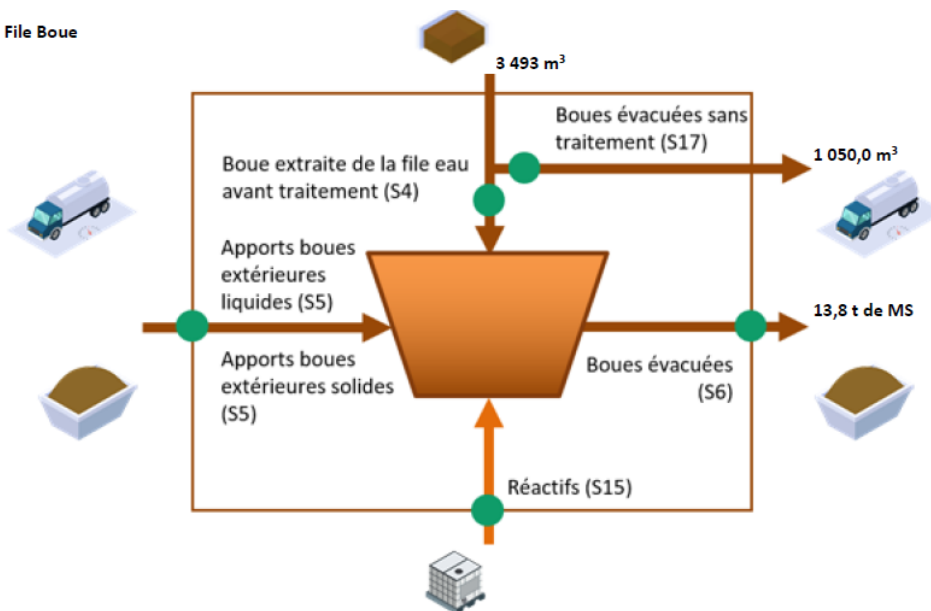 File Boue
3 493 m³
Boues évacuées sans
traitement (S17)
1 050,0 m³
Boue extraite de la file eau
avant traitement (S4)
Apports boues
extérieures
liquides (S5)
13,8 t de MS
Apports boues
extérieures solides
(S5)
Boues évacuées
(S6)
Réactifs (S15)